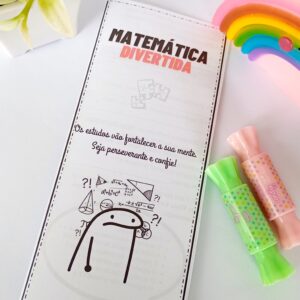 MATEMÁTICA
DIVERTIDA
Os estudos vão fortalecer a sua mente.
Seja perseverante e confie!
?! ?!
?! ?!